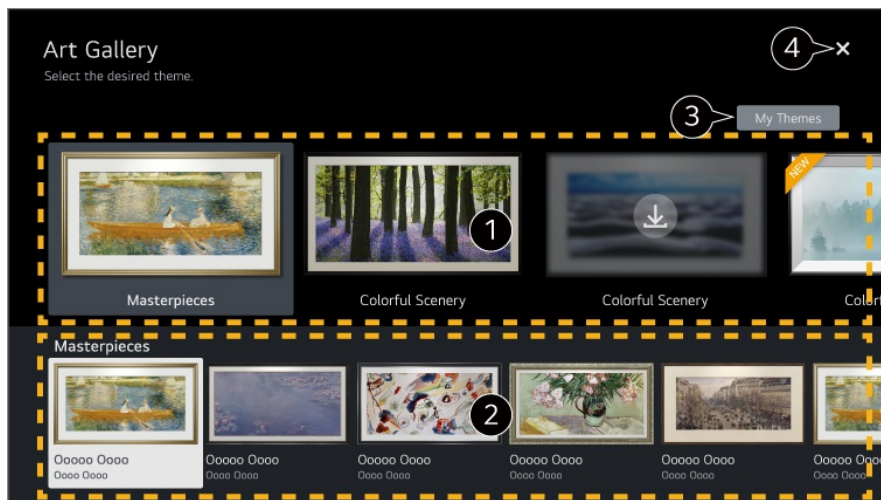 Art Gallery
Select the desired theme.
4
3
My Themes
NEW
1
Masterpieces
Colorful Scenery
Colorful Scenery
Colorf
Masterpieces
2
Ooooo Oooo
Ooooo Oooo
Ooooo Oooo
Ooooo Oooo
Ooooo Oooo
Ooooo Ooo
Oooo Oooo
Oooo Oooo
Oooo Oooo
Oooo Oooo
Oooo Oooo
Oooo Oooo